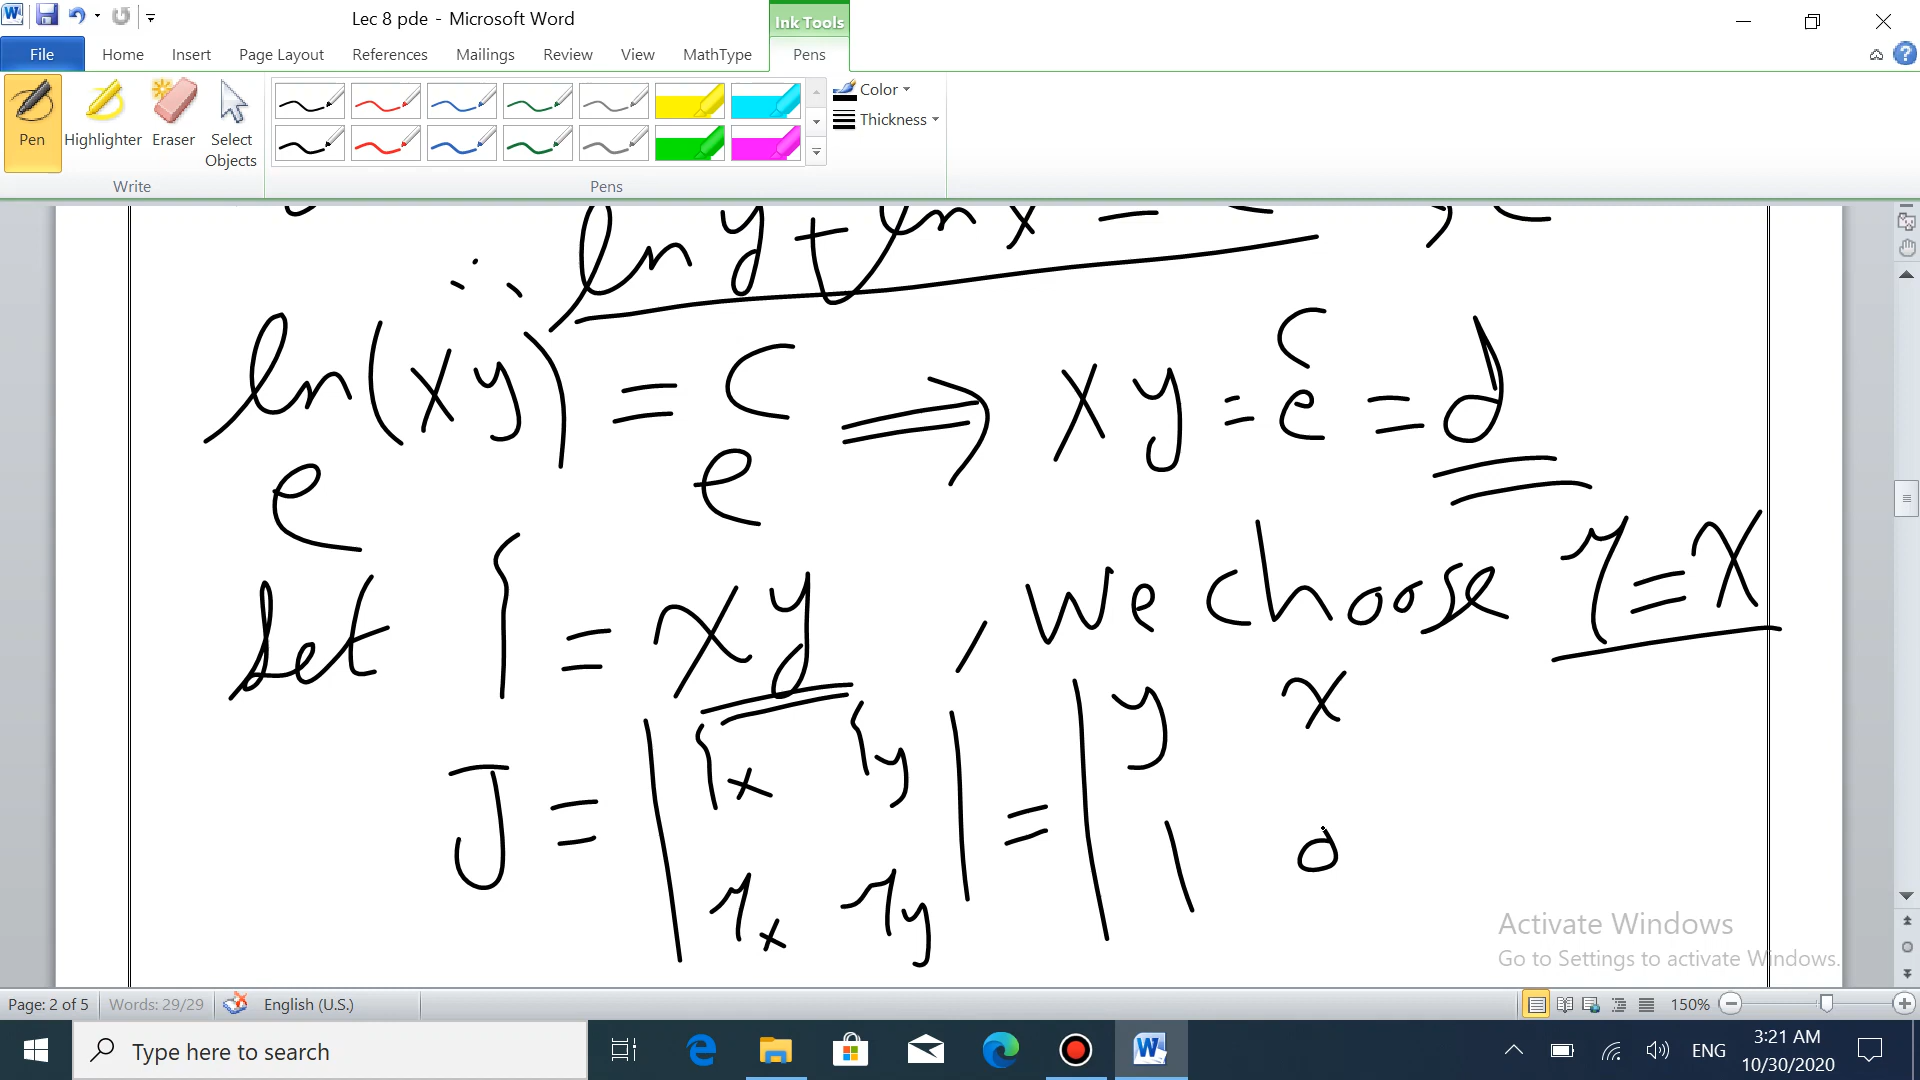 Lec 8 pde - Microsoft Word
Ink Tools
File Home Insert Page Layout References Mailings Review View MathType Pens
Pen Highlighter Eraser Select Objects
Color
Thickness
Write Pens
∴ ln y + ln x =
ln(xy) = c ⟹ xy = e^c = d
e e
set ξ = xy , we choose η = x
J = | ξx ξy | = | y x
ηx ηy 1 0
Activate Windows
Go to Settings to activate Windows.
Page: 2 of 5 Words: 29/29 English (U.S.) 150%
Type here to search
ENG
3:21 AM
10/30/2020